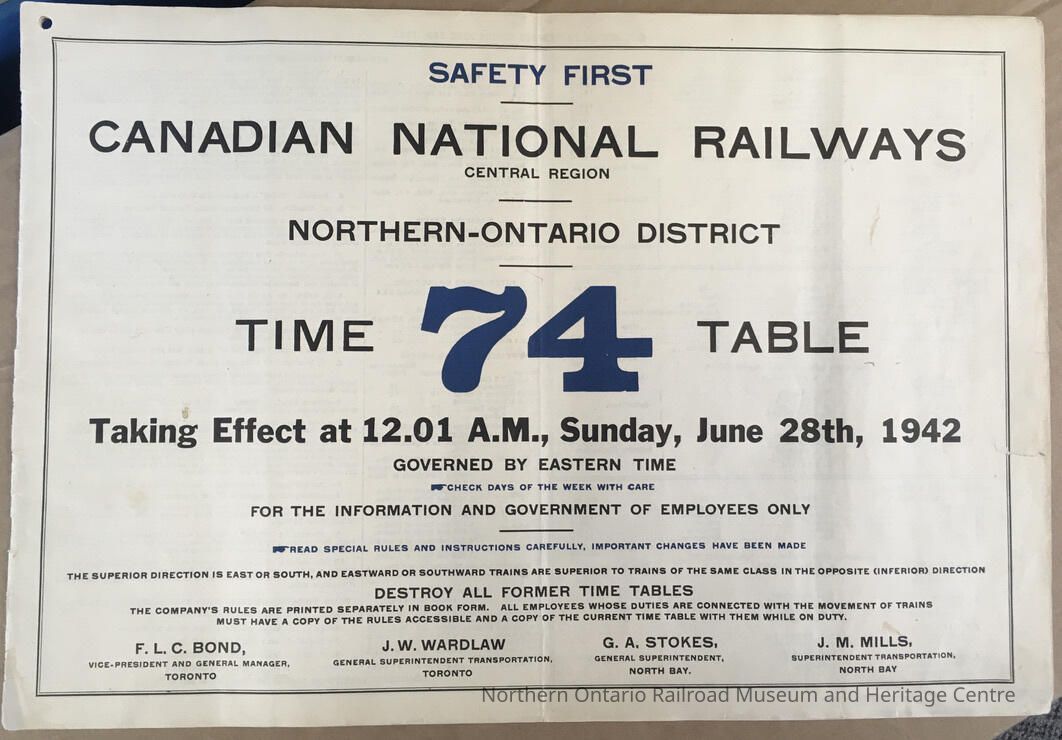 SAFETY FIRST
CANADIAN NATIONAL RAILWAYS
CENTRAL REGION
NORTHERN-ONTARIO DISTRICT
TIME 74 TABLE
Taking Effect at 12.01 A.M., Sunday, June 28th, 1942
GOVERNED BY EASTERN TIME
☛CHECK DAYS OF THE WEEK WITH CARE
FOR THE INFORMATION AND GOVERNMENT OF EMPLOYEES ONLY
☛READ SPECIAL RULES AND INSTRUCTIONS CAREFULLY, IMPORTANT CHANGES HAVE BEEN MADE
THE SUPERIOR DIRECTION IS EAST OR SOUTH, AND EASTWARD OR SOUTHWARD TRAINS ARE SUPERIOR TO TRAINS OF THE SAME CLASS IN THE OPPOSITE (INFERIOR) DIRECTION
DESTROY ALL FORMER TIME TABLES
THE COMPANY'S RULES ARE PRINTED SEPARATELY IN BOOK FORM. ALL EMPLOYEES WHOSE DUTIES ARE CONNECTED WITH THE MOVEMENT OF TRAINS
MUST HAVE A COPY OF THE RULES ACCESSIBLE AND A COPY OF THE CURRENT TIME TABLE WITH THEM WHILE ON DUTY.
F. L. C. BOND,
VICE-PRESIDENT AND GENERAL MANAGER,
TORONTO
J. W. WARDLAW
GENERAL SUPERINTENDENT TRANSPORTATION,
TORONTO
G. A. STOKES,
GENERAL SUPERINTENDENT,
NORTH BAY.
J. M. MILLS,
SUPERINTENDENT TRANSPORTATION,
NORTH BAY
Northern Ontario Railroad Museum and Heritage Centre